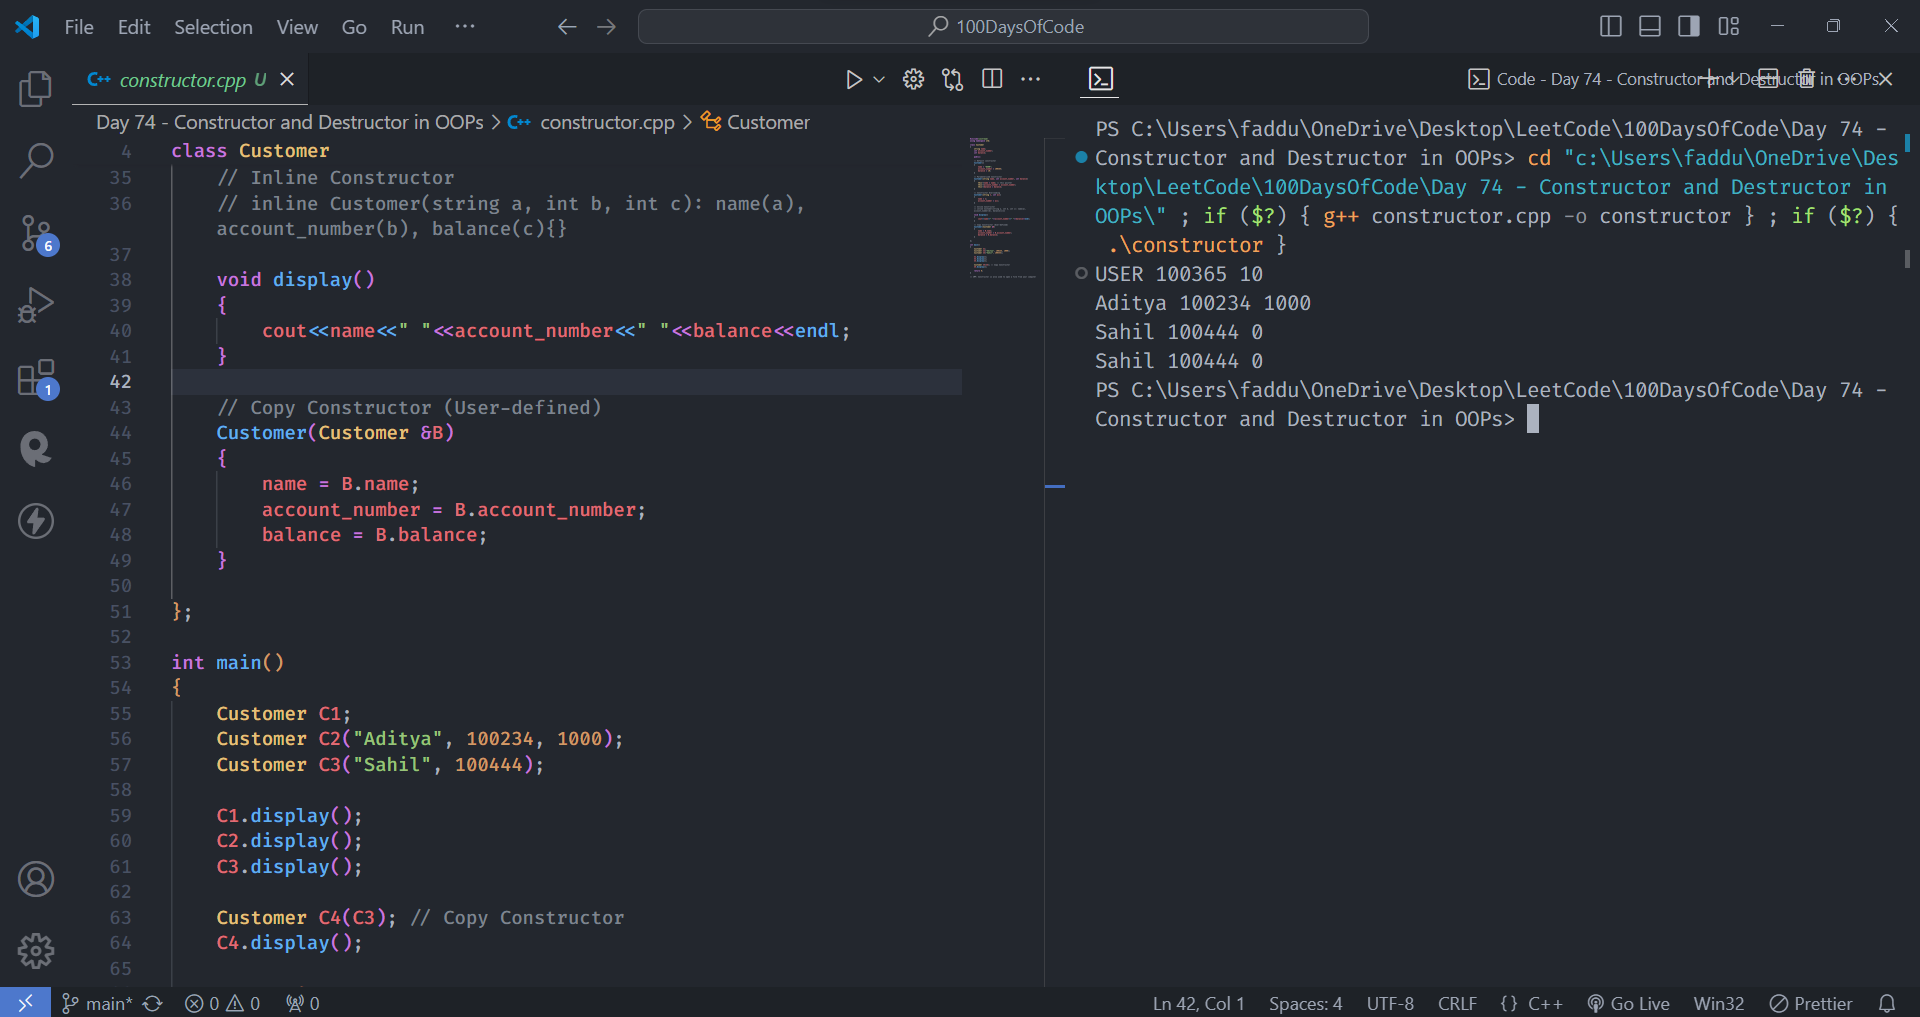 File Edit Selection View Go Run ··· 100DaysOfCode
constructor.cpp U
Code - Day 74 - Constructor and Destructor in OOPs
Day 74 - Constructor and Destructor in OOPs > constructor.cpp > Customer
4 class Customer
35 // Inline Constructor
36 // inline Customer(string a, int b, int c): name(a),
account_number(b), balance(c){}
37
38 void display()
39 {
40 cout<<name<<" "<<account_number<<" "<<balance<<endl;
41 }
42
43 // Copy Constructor (User-defined)
44 Customer(Customer &B)
45 {
46 name = B.name;
47 account_number = B.account_number;
48 balance = B.balance;
49 }
50
51 };
52
53 int main()
54 {
55 Customer C1;
56 Customer C2("Aditya", 100234, 1000);
57 Customer C3("Sahil", 100444);
58
59 C1.display();
60 C2.display();
61 C3.display();
62
63 Customer C4(C3); // Copy Constructor
64 C4.display();
65
PS C:\Users\faddu\OneDrive\Desktop\LeetCode\100DaysOfCode\Day 74 -
Constructor and Destructor in OOPs> cd "c:\Users\faddu\OneDrive\Des
ktop\LeetCode\100DaysOfCode\Day 74 - Constructor and Destructor in
OOPs\" ; if ($?) { g++ constructor.cpp -o constructor } ; if ($?) {
.\constructor }
USER 100365 10
Aditya 100234 1000
Sahil 100444 0
Sahil 100444 0
PS C:\Users\faddu\OneDrive\Desktop\LeetCode\100DaysOfCode\Day 74 -
Constructor and Destructor in OOPs>
6
1
main* 0 0 0 Ln 42, Col 1 Spaces: 4 UTF-8 CRLF {} C++ Go Live Win32 Prettier